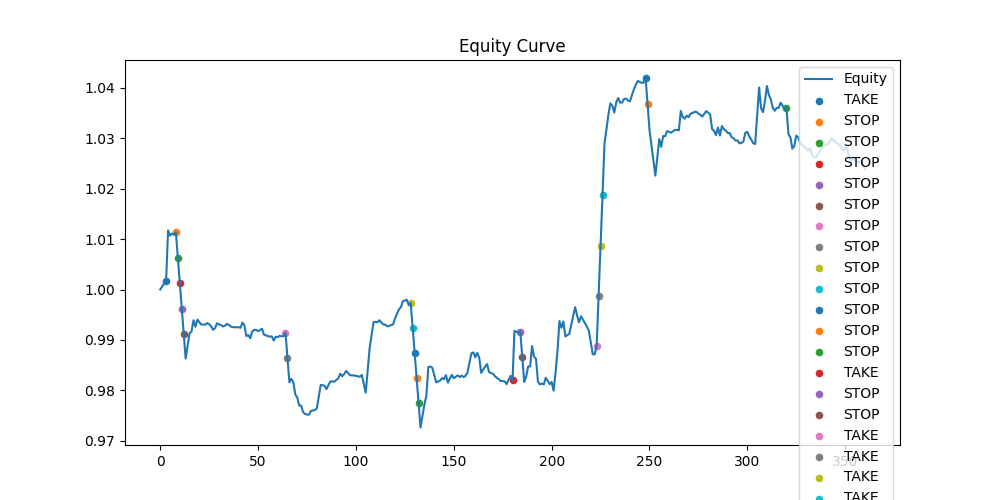 Equity Curve
1.04
1.03
1.02
1.01
1.00
0.99
0.98
0.97
0
50
100
150
200
250
300
350
Equity
TAKE
STOP
STOP
STOP
STOP
STOP
STOP
STOP
STOP
STOP
STOP
STOP
STOP
TAKE
STOP
STOP
TAKE
TAKE
TAKE
TAKE